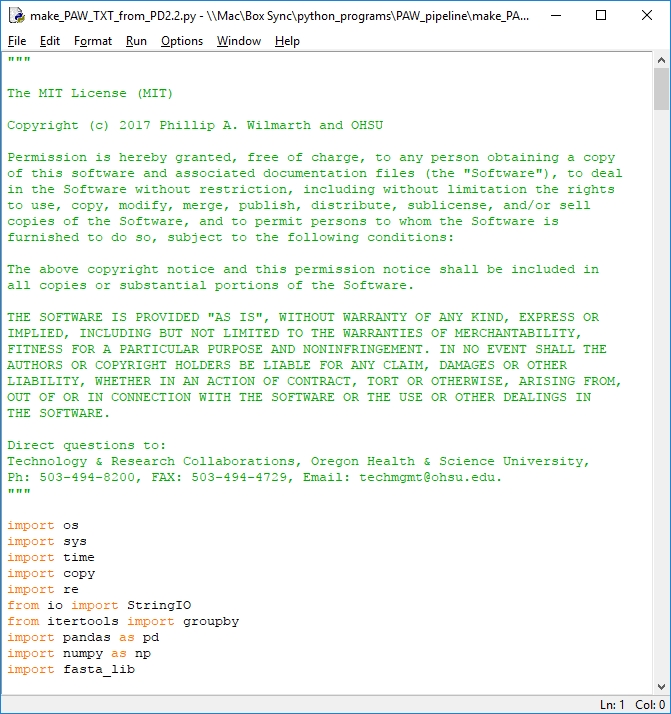 make_PAW_TXT_from_PD2.2.py - \\Mac\Box Sync\python_programs\PAW_pipeline\make_PA...
File Edit Format Run Options Window Help
"""
The MIT License (MIT)
Copyright (c) 2017 Phillip A. Wilmarth and OHSU
Permission is hereby granted, free of charge, to any person obtaining a copy
of this software and associated documentation files (the "Software"), to deal
in the Software without restriction, including without limitation the rights
to use, copy, modify, merge, publish, distribute, sublicense, and/or sell
copies of the Software, and to permit persons to whom the Software is
furnished to do so, subject to the following conditions:
The above copyright notice and this permission notice shall be included in
all copies or substantial portions of the Software.
THE SOFTWARE IS PROVIDED "AS IS", WITHOUT WARRANTY OF ANY KIND, EXPRESS OR
IMPLIED, INCLUDING BUT NOT LIMITED TO THE WARRANTIES OF MERCHANTABILITY,
FITNESS FOR A PARTICULAR PURPOSE AND NONINFRINGEMENT. IN NO EVENT SHALL THE
AUTHORS OR COPYRIGHT HOLDERS BE LIABLE FOR ANY CLAIM, DAMAGES OR OTHER
LIABILITY, WHETHER IN AN ACTION OF CONTRACT, TORT OR OTHERWISE, ARISING FROM,
OUT OF OR IN CONNECTION WITH THE SOFTWARE OR THE USE OR OTHER DEALINGS IN
THE SOFTWARE.
Direct questions to:
Technology & Research Collaborations, Oregon Health & Science University,
Ph: 503-494-8200, FAX: 503-494-4729, Email: techmgmt@ohsu.edu.
"""
import os
import sys
import time
import copy
import re
from io import StringIO
from itertools import groupby
import pandas as pd
import numpy as np
import fasta_lib
Ln: 1 Col: 0